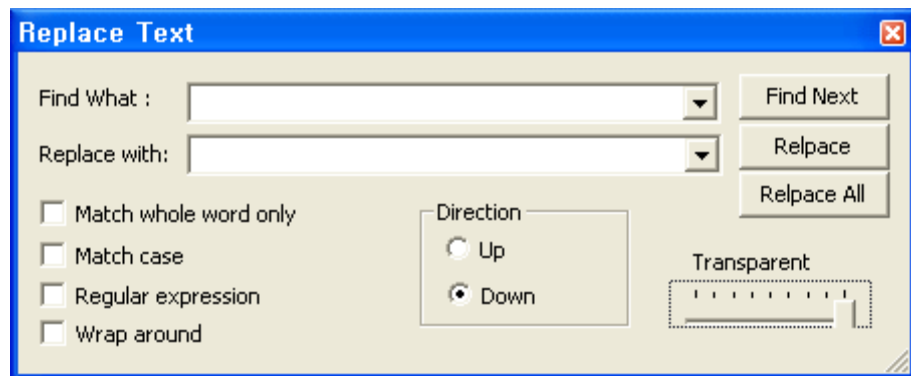 Replace Text
Find What :
Find Next
Replace with:
Relpace
Relpace All
Match whole word only
Match case
Regular expression
Wrap around
Direction
Up
Down
Transparent